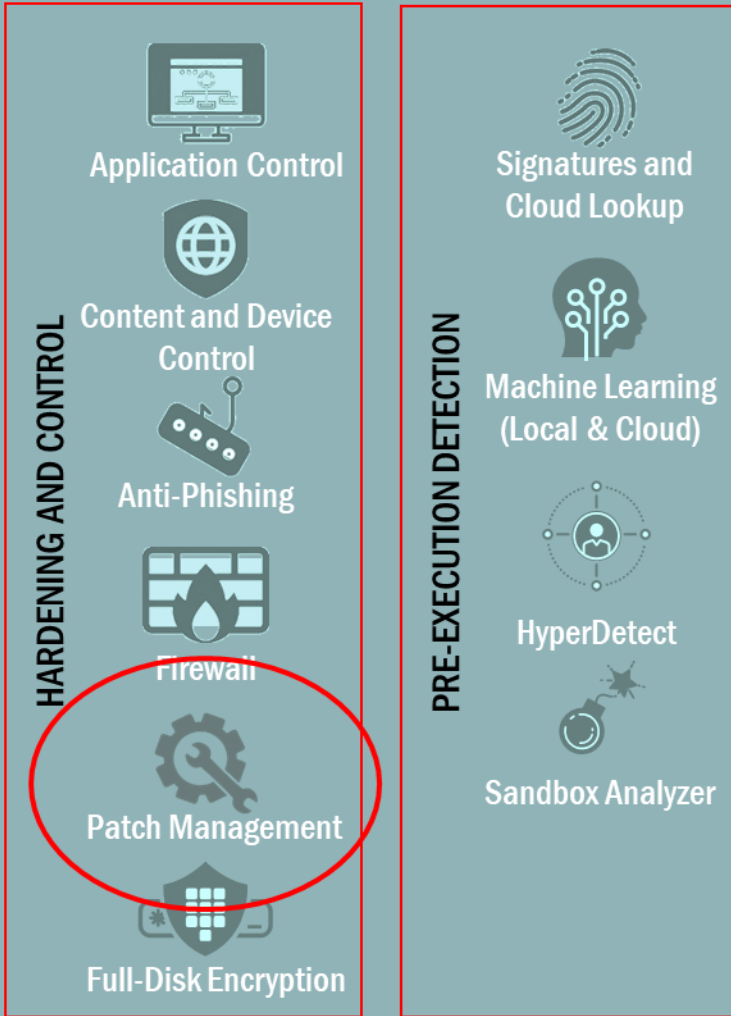 HARDENING AND CONTROL
Application Control
Content and Device
Control
Anti-Phishing
Firewall
Patch Management
Full-Disk Encryption
PRE-EXECUTION DETECTION
Signatures and
Cloud Lookup
Machine Learning
(Local & Cloud)
HyperDetect
Sandbox Analyzer